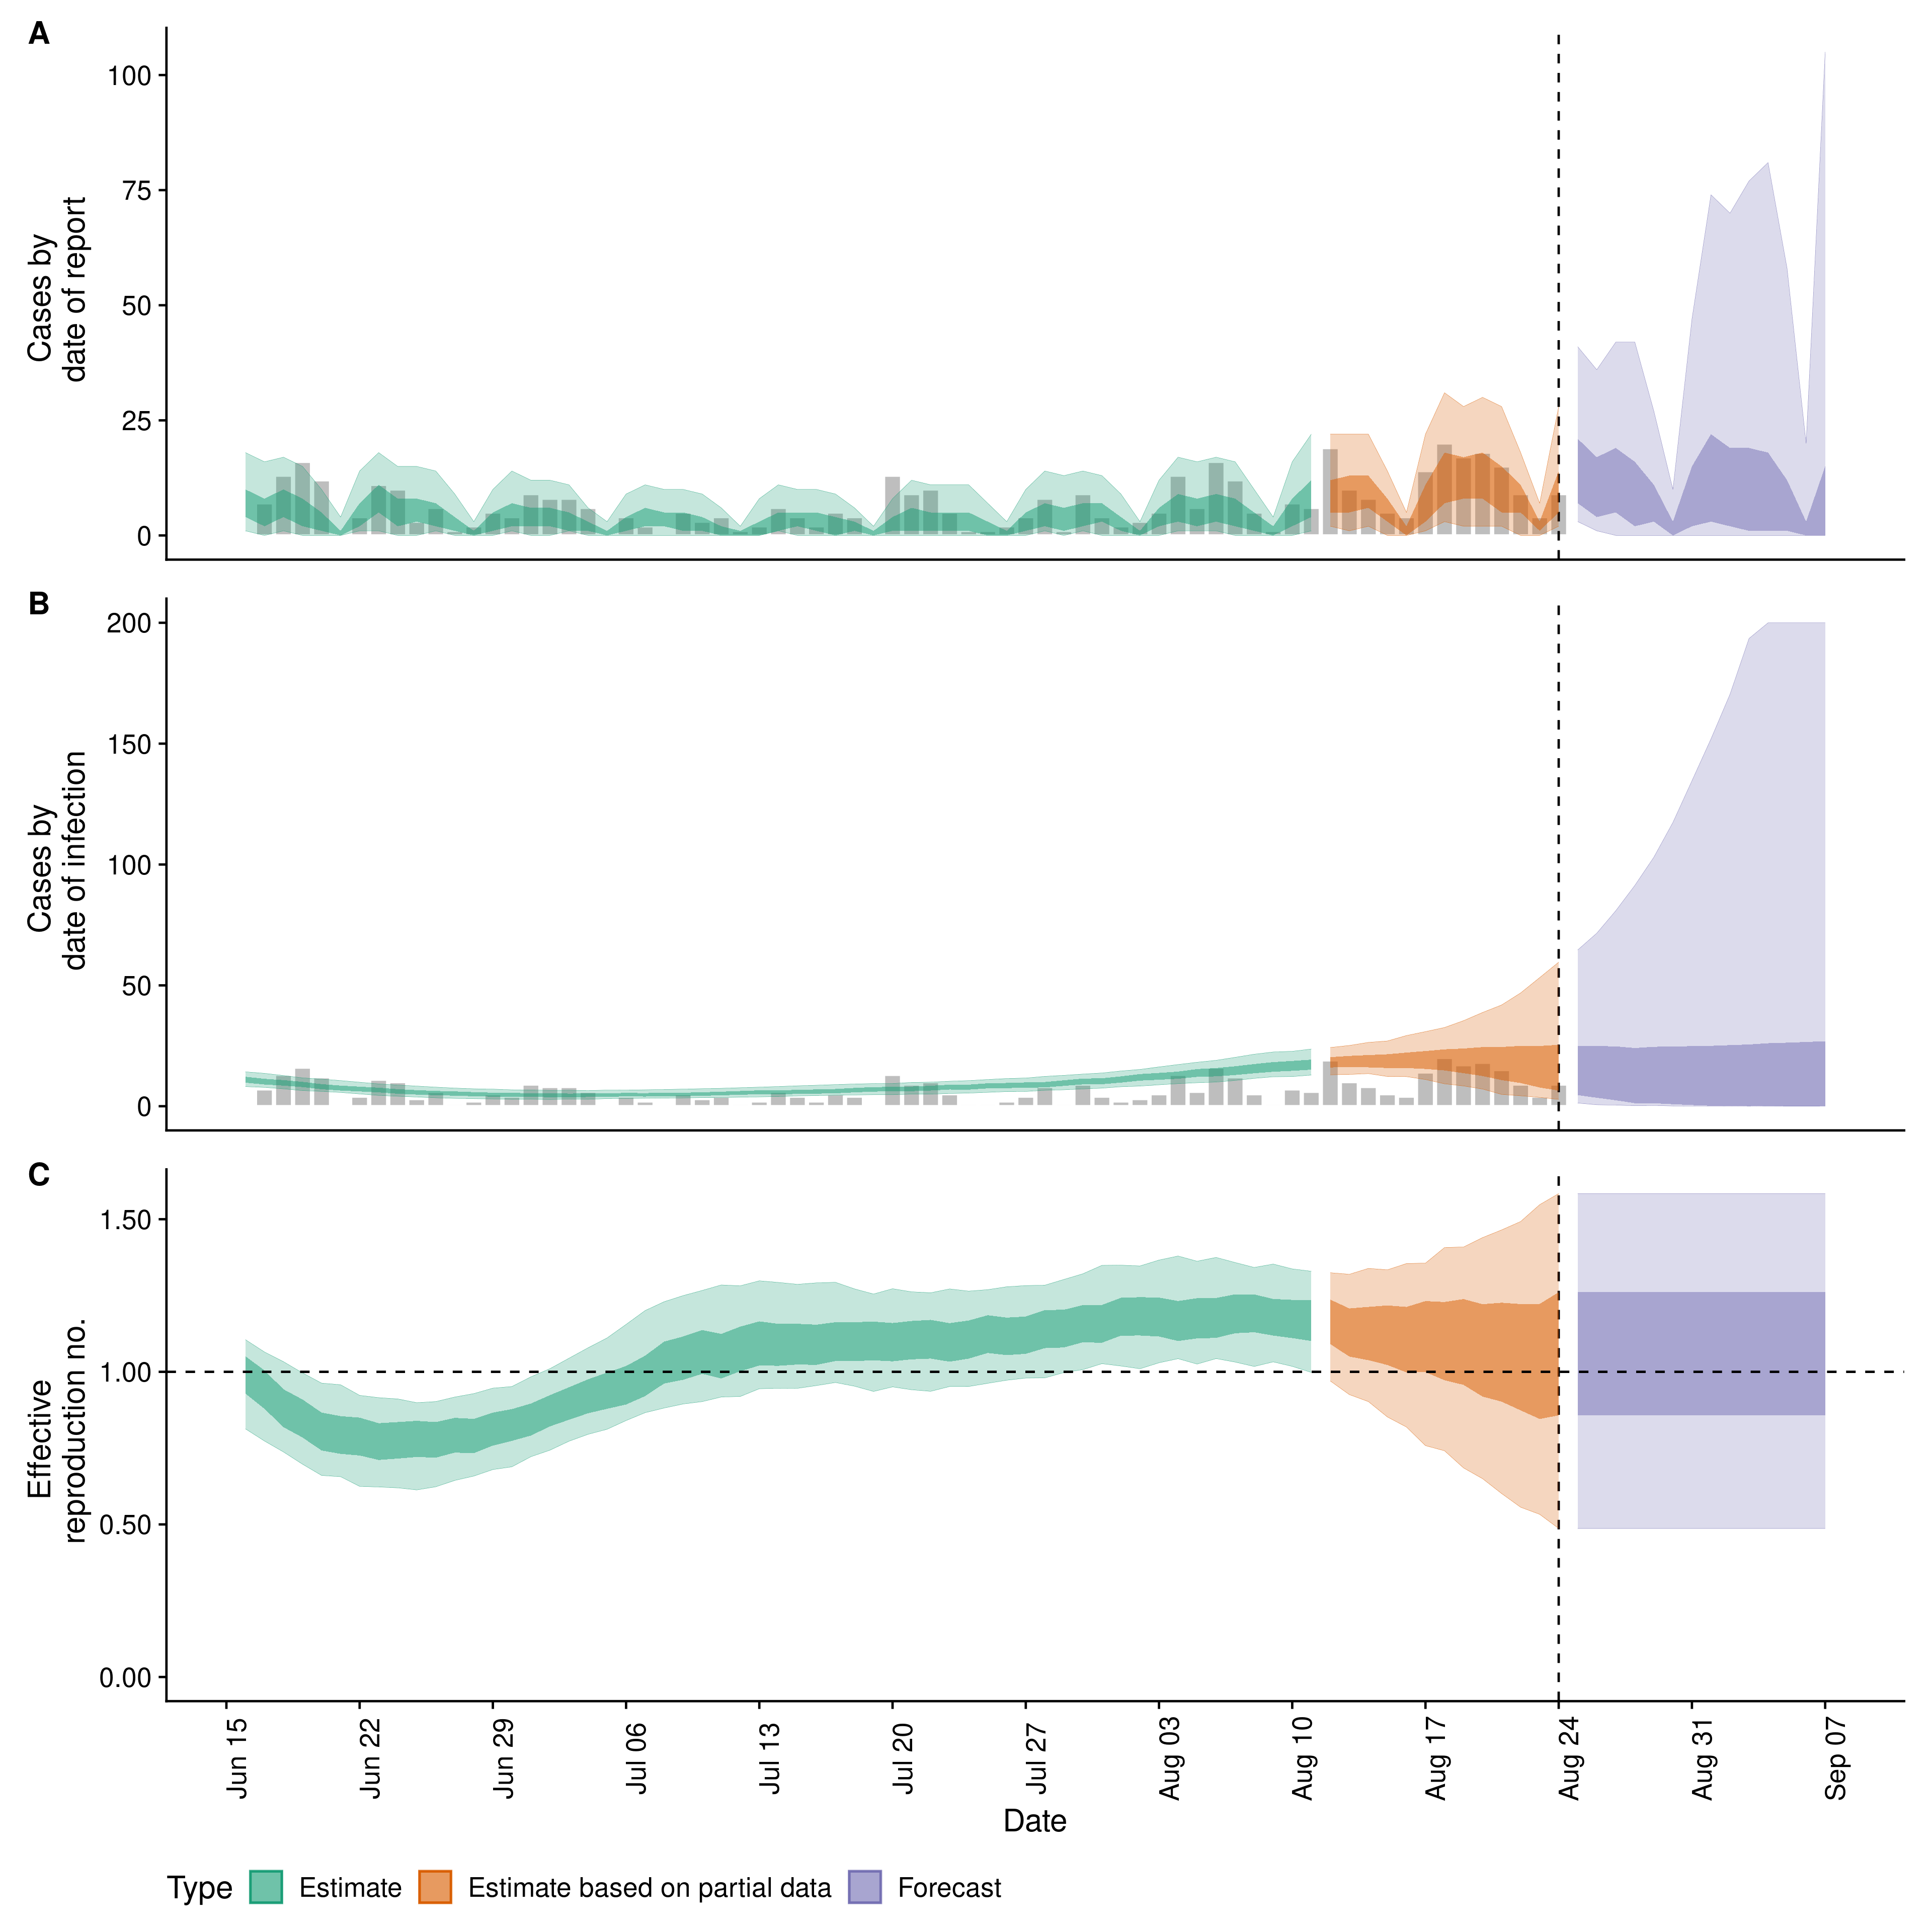 A
Cases by
date of report
100
75
50
25
0
B
Cases by
date of infection
200
150
100
50
0
C
Effective
reproduction no.
1.50
1.00
0.50
0.00
Jun 15
Jun 22
Jun 29
Jul 06
Jul 13
Jul 20
Jul 27
Aug 03
Aug 10
Aug 17
Aug 24
Aug 31
Sep 07
Date
Type Estimate Estimate based on partial data Forecast